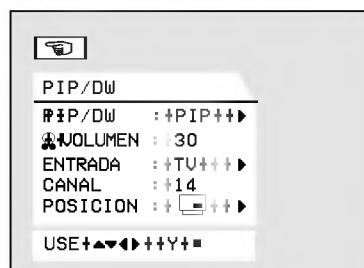 PIP/DW
PIP/DW : PIP
VOLUMEN : 30
ENTRADA : TV
CANAL : 14
POSICION :
USE ▲▼◀▶ Y ■